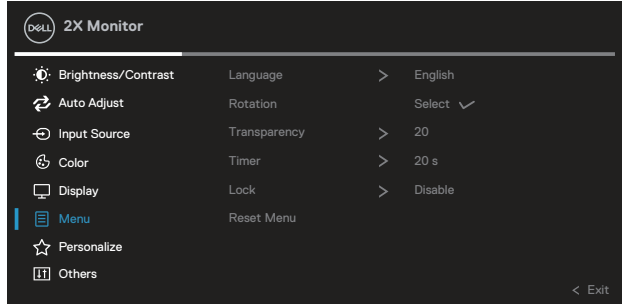 DELL 2X Monitor
Brightness/Contrast Language > English
Auto Adjust Rotation Select ✓
Input Source Transparency > 20
Color Timer > 20 s
Display Lock > Disable
Menu Reset Menu
Personalize
Others
< Exit